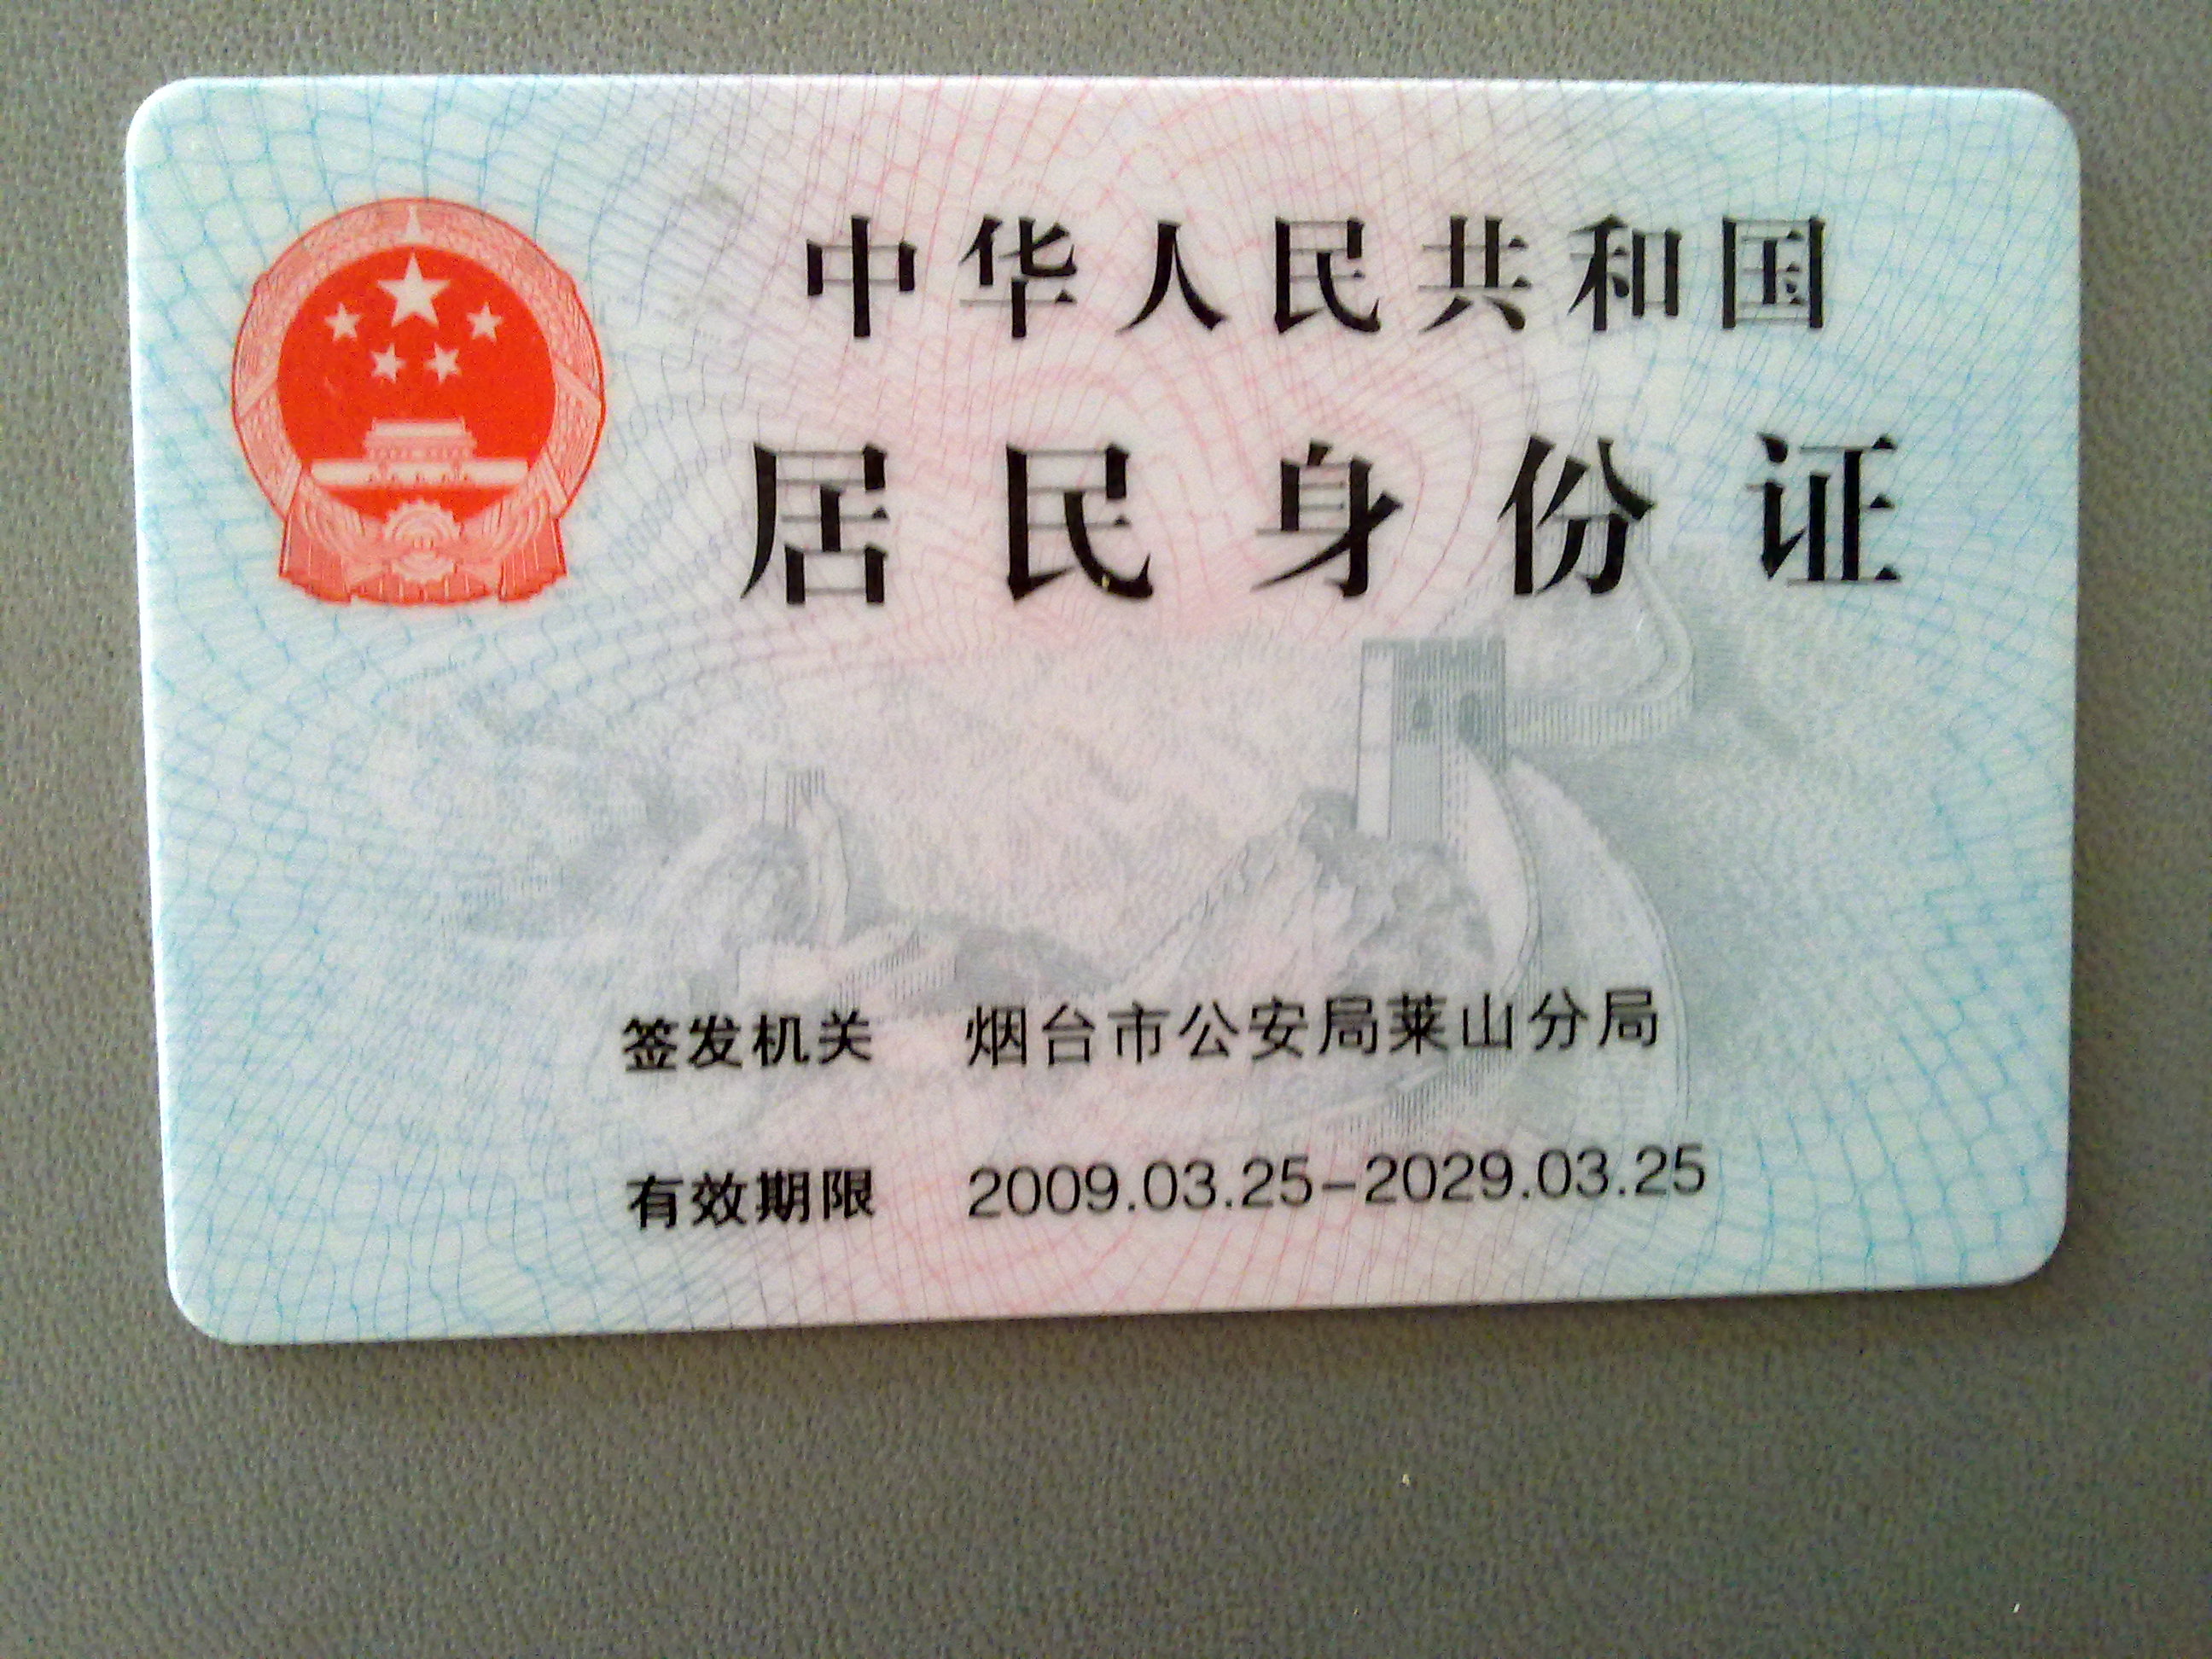 中华人民共和国
居民身份证
签发机关 烟台市公安局莱山分局
有效期限 2009.03.25-2029.03.25